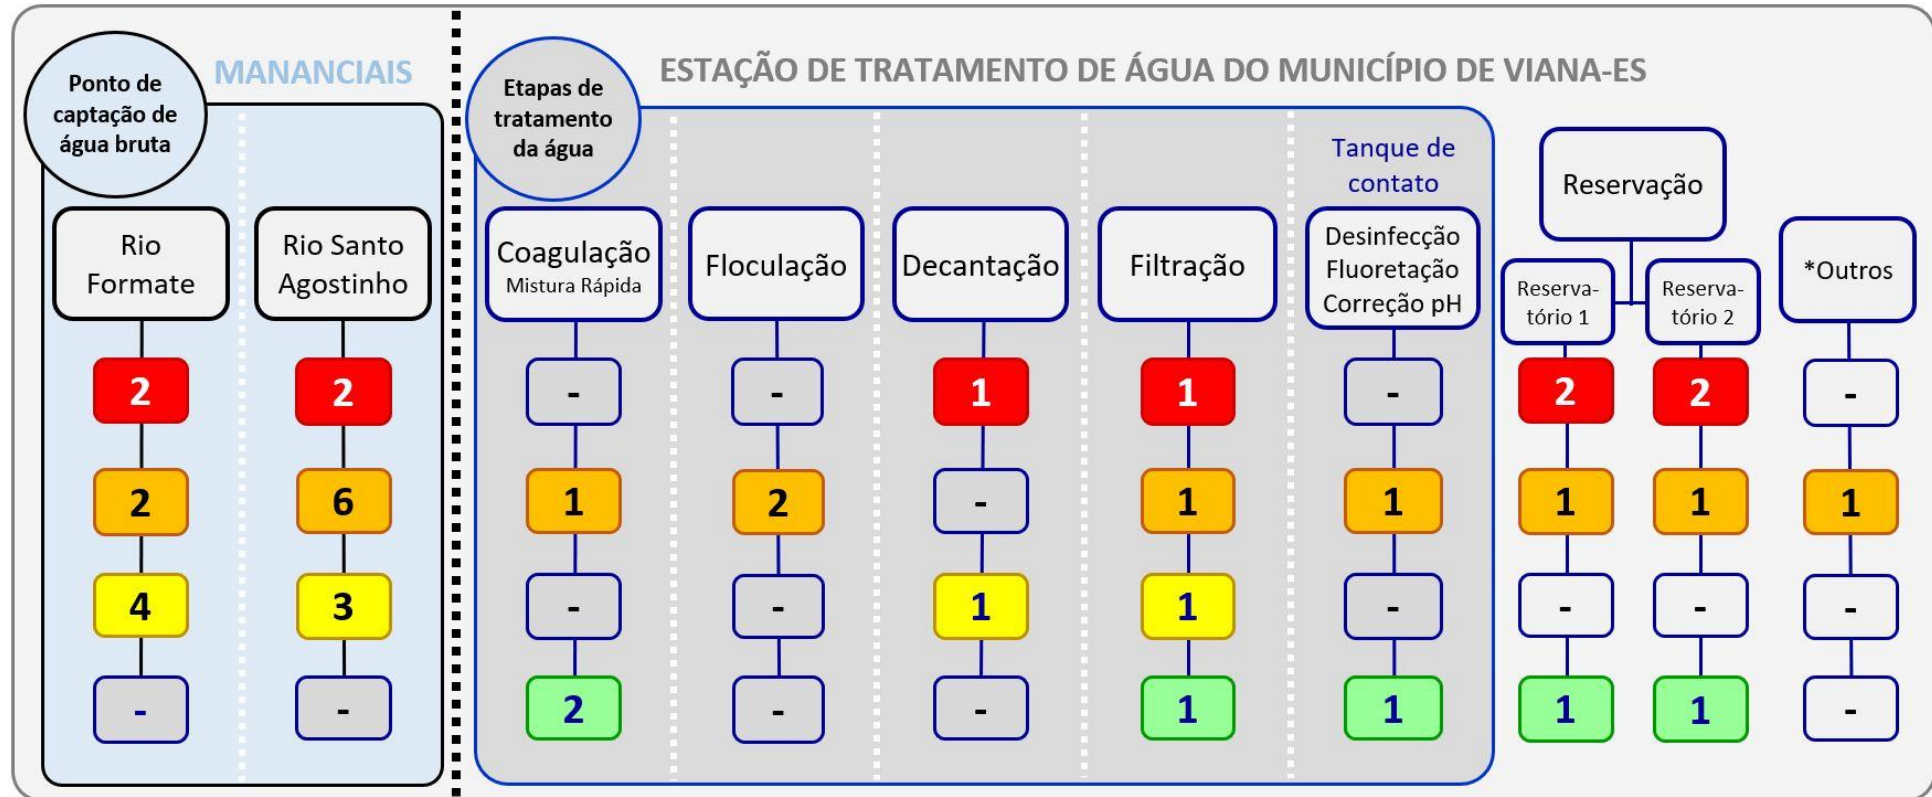 MANANCIAIS
ESTAÇÃO DE TRATAMENTO DE ÁGUA DO MUNICÍPIO DE VIANA-ES
Ponto de
captação de
água bruta
Etapas de
tratamento
da água
Tanque de
contato
Reservação
Rio
Formate
Rio Santo
Agostinho
Coagulação
Mistura Rápida
Floculação
Decantação
Filtração
Desinfecção
Fluoretação
Correção pH
Reserva-
tório 1
Reserva-
tório 2
*Outros
2 2 - - 1 1 - 2 2 -
2 6 1 2 - 1 1 1 1 1
4 3 - - 1 1 - - - -
- - 2 - - 1 1 1 1 -